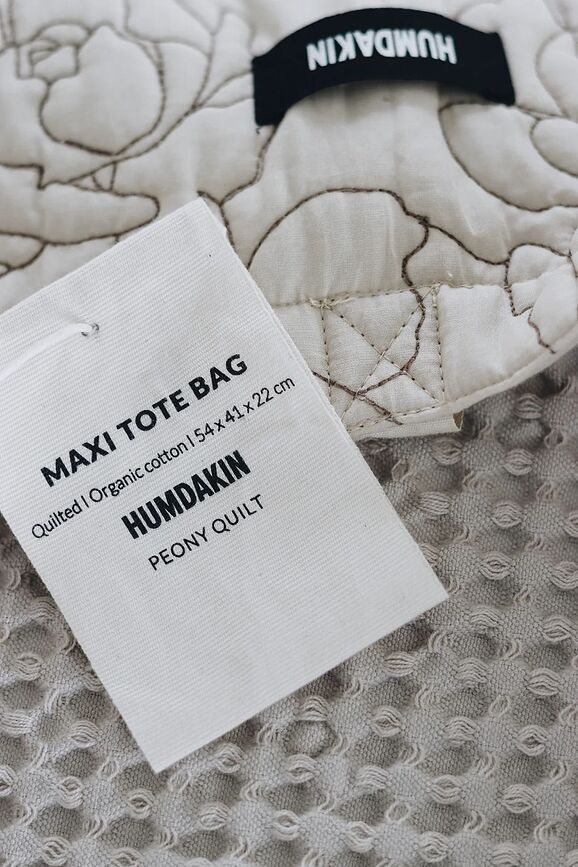 HUMDAKIN
MAXI TOTE BAG
Quilted | Organic cotton | 54 x 41 x 22 cm
HUMDAKIN
PEONY QUILT